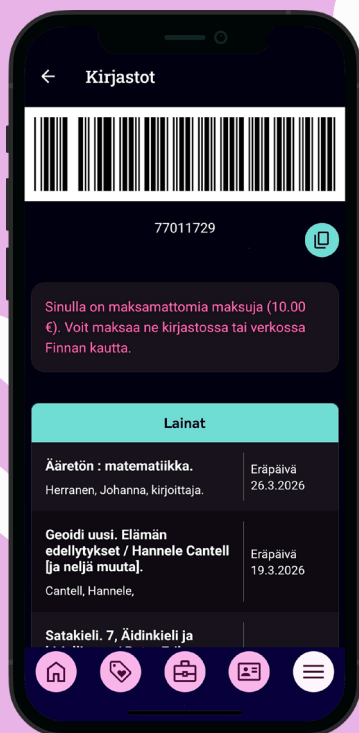 Kirjastot
77011729
Sinulla on maksamattomia maksuja (10.00
€). Voit maksaa ne kirjastossa tai verkossa
Finnan kautta.
Lainat
Ääretön : matematiikka.
Herranen, Johanna, kirjoittaja.
Eräpäivä
26.3.2026
Geoidi uusi. Elämän
edellytykset / Hannele Cantell
[ja neljä muuta].
Cantell, Hannele,
Eräpäivä
19.3.2026
Satakieli. 7, Äidinkieli ja